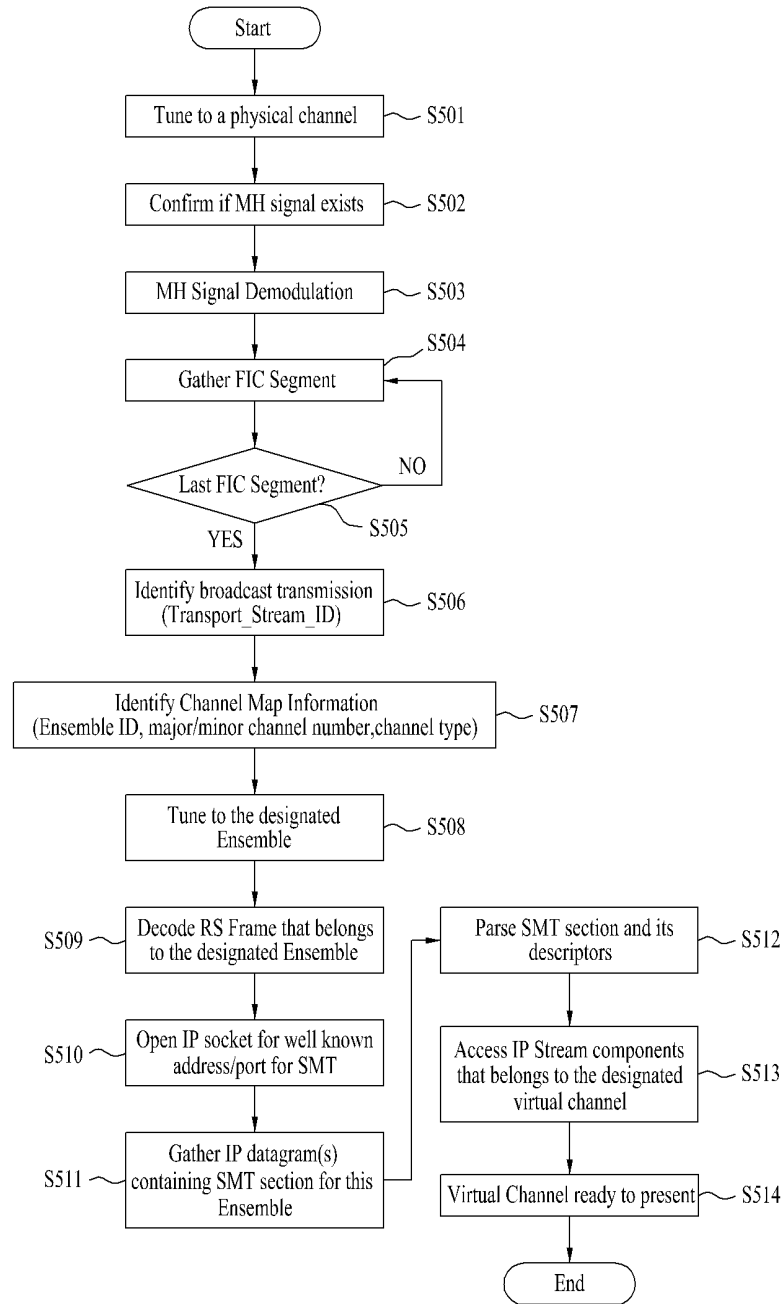 Start
Tune to a physical channel
S501
Confirm if MH signal exists
S502
MH Signal Demodulation
S503
S504
Gather FIC Segment
NO
Last FIC Segment?
S505
YES
Identify broadcast transmission
(Transport_Stream_ID)
S506
Identify Channel Map Information
(Ensemble ID, major/minor channel number,channel type)
S507
Tune to the designated
Ensemble
S508
S509
Decode RS Frame that belongs
to the designated Ensemble
S510
Open IP socket for well known
address/port for SMT
S511
Gather IP datagram(s)
containing SMT section for this
Ensemble
Parse SMT section and its
descriptors
S512
Access IP Stream components
that belongs to the designated
virtual channel
S513
Virtual Channel ready to present
S514
End